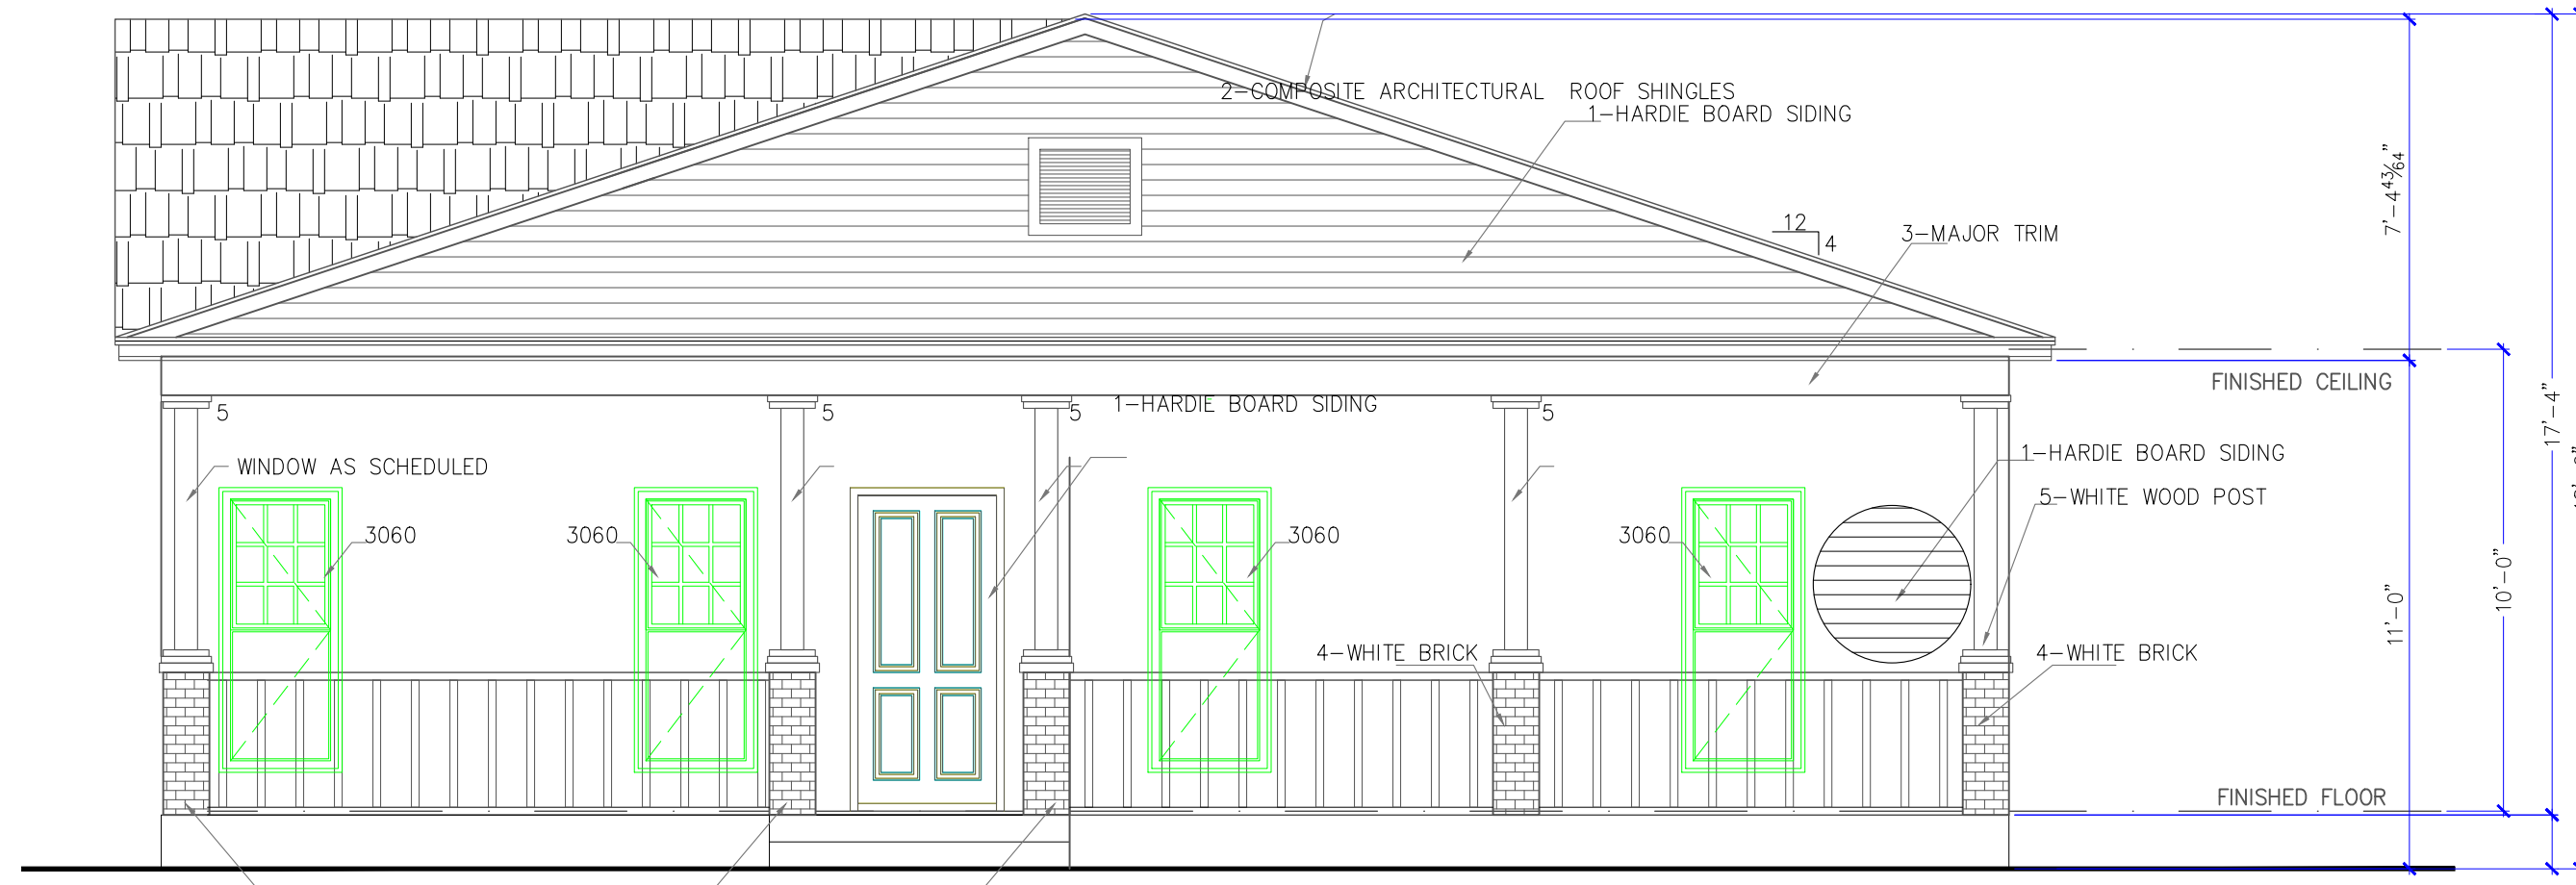 2-COMPOSITE ARCHITECTURAL ROOF SHINGLES
1-HARDIE BOARD SIDING
12
4
3-MAJOR TRIM
7'-4 43/64"
FINISHED CEILING
17'-4"
5
5
5
1-HARDIE BOARD SIDING
5
WINDOW AS SCHEDULED
1-HARDIE BOARD SIDING
5-WHITE WOOD POST
3060
3060
3060
3060
10'-0"
11'-0"
4-WHITE BRICK
4-WHITE BRICK
FINISHED FLOOR